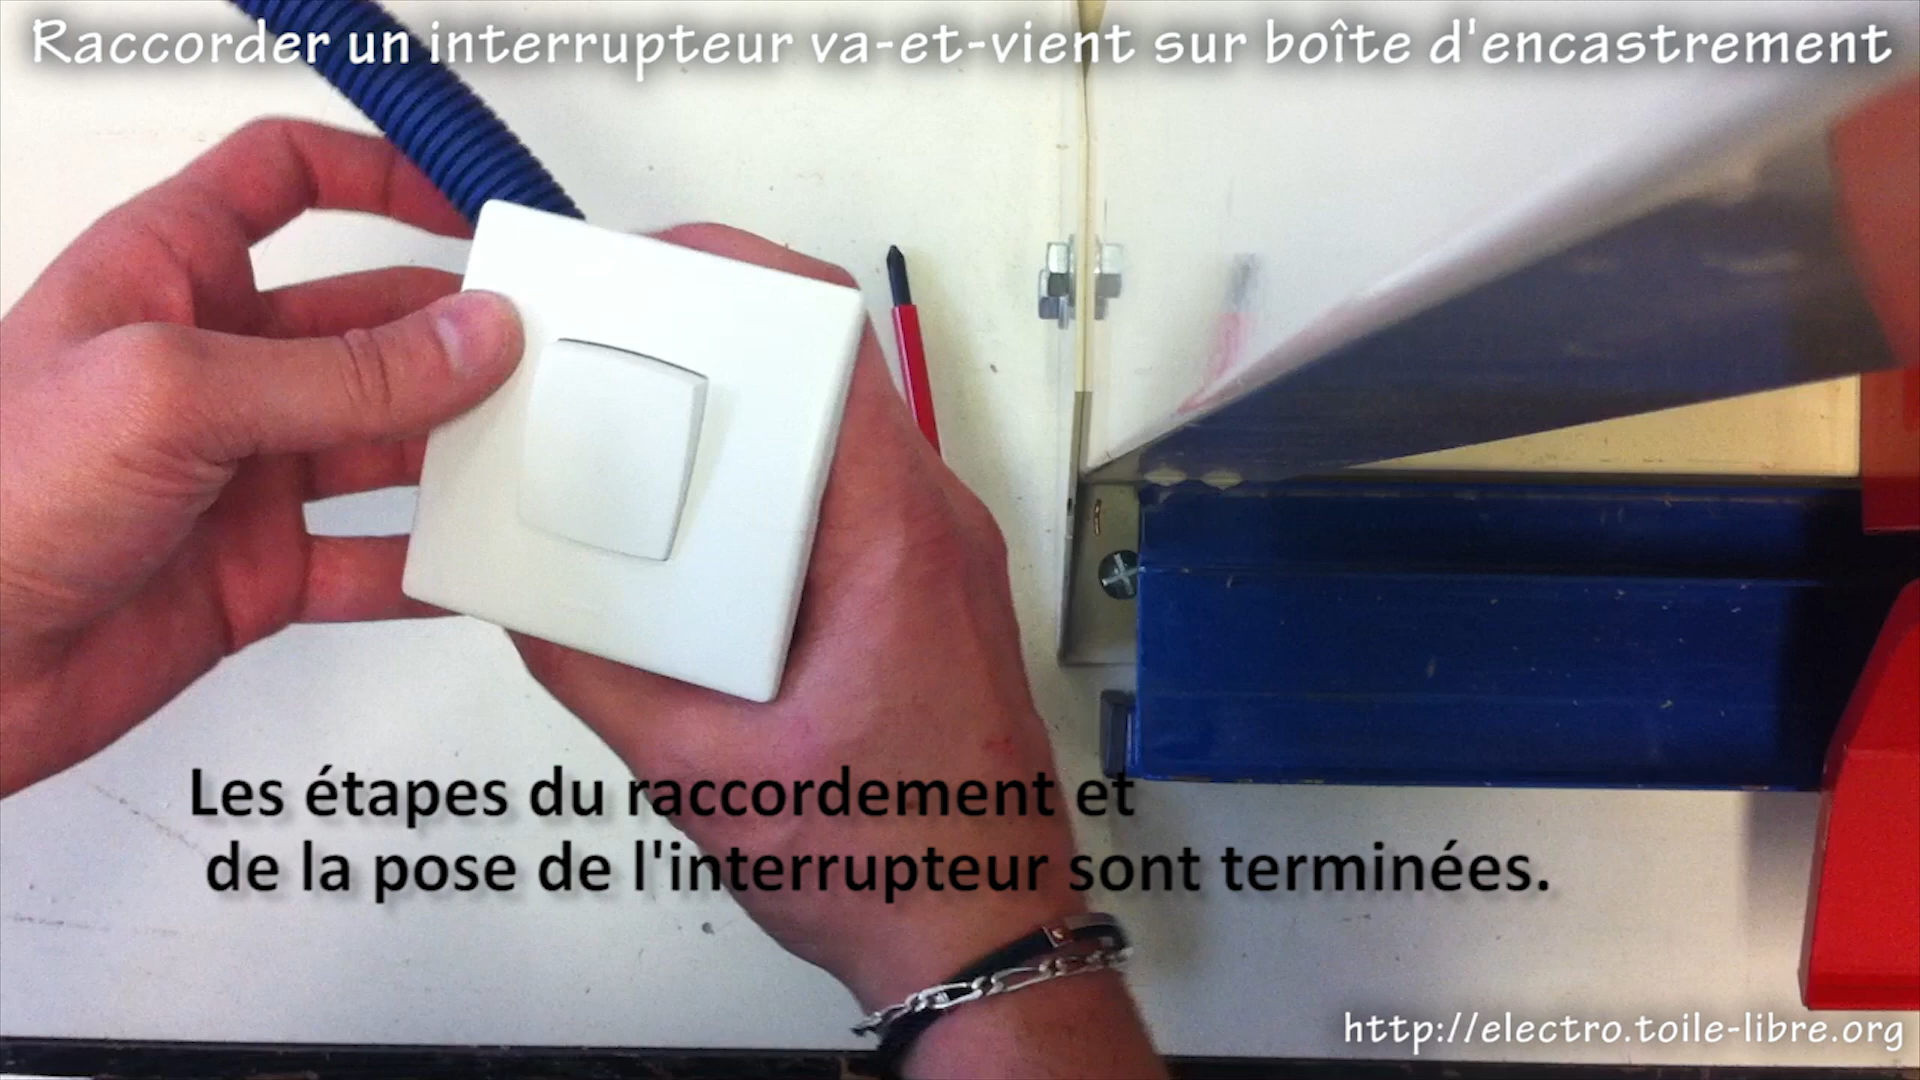 Raccorder un interrupteur va-et-vient sur boîte d'encastrement
Les étapes du raccordement et
de la pose de l'interrupteur sont terminées.
http://electro.toile-libre.org